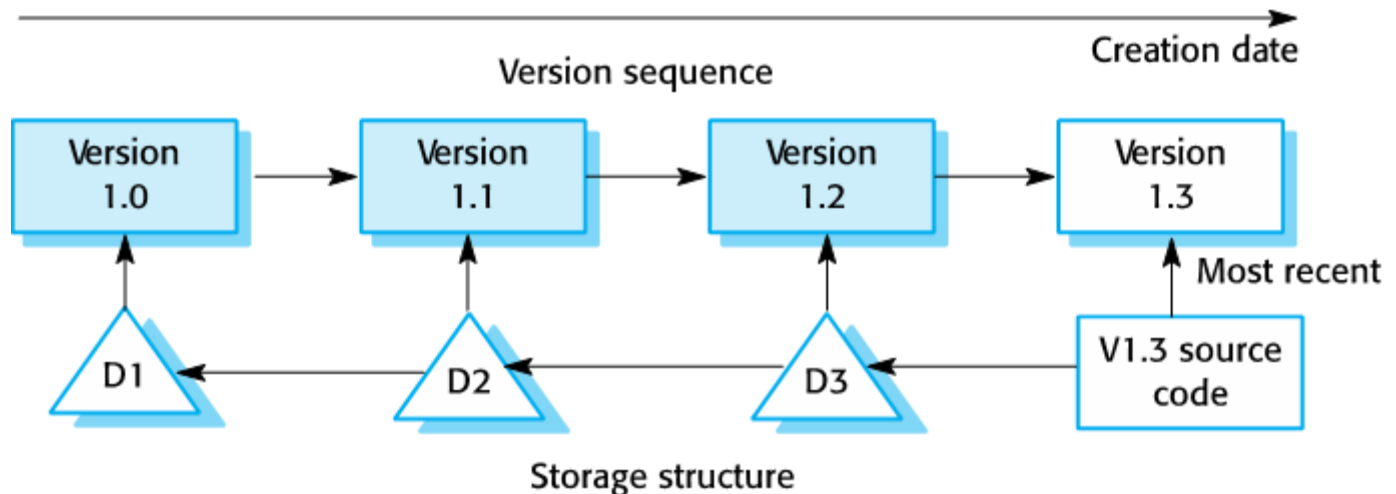 Creation date
Version sequence
Version
1.0
Version
1.1
Version
1.2
Version
1.3
Most recent
D1
D2
D3
V1.3 source
code
Storage structure